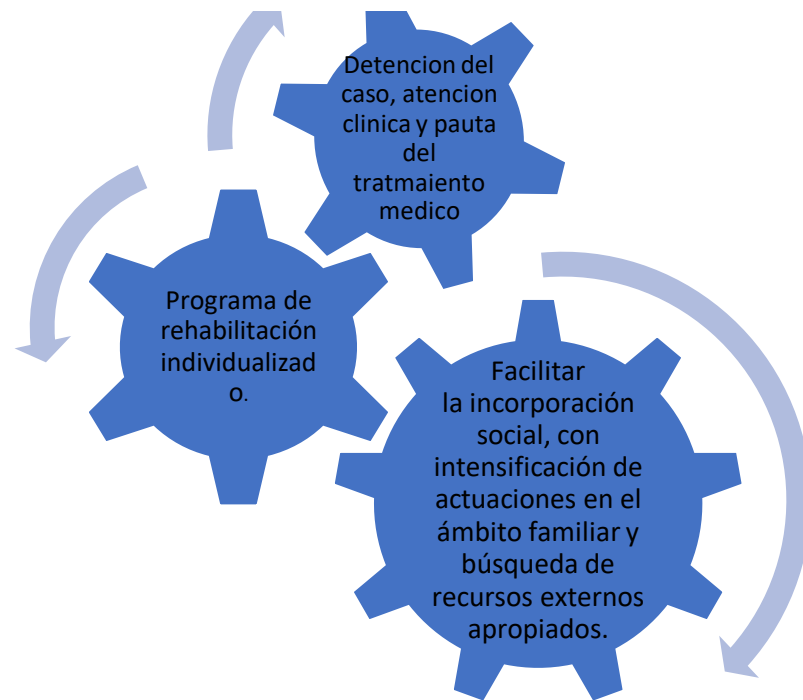 Detencion del
caso, atencion
clinica y pauta
del
tratmaiento
medico
Programa de
rehabilitación
individualizad
o.
Facilitar
la incorporación
social, con
intensificación de
actuaciones en el
ámbito familiar y
búsqueda de
recursos externos
apropiados.